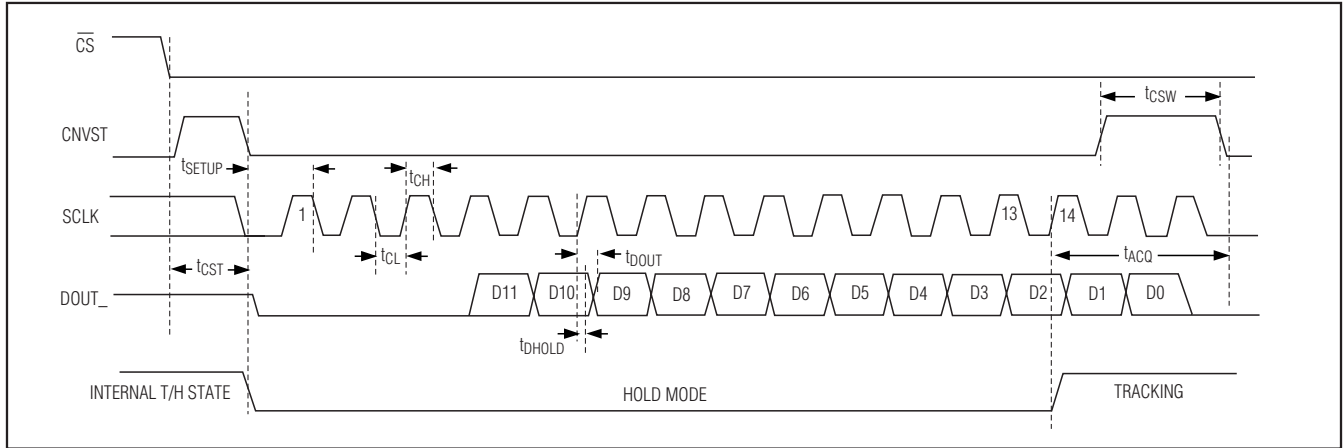 C̅S̅
tCSW
CNVST
tSETUP
tCH
SCLK
1
13
14
tCST
tCL
tDOUT
tACQ
DOUT_
D11 D10 D9 D8 D7 D6 D5 D4 D3 D2 D1 D0
tDHOLD
INTERNAL T/H STATE
HOLD MODE
TRACKING